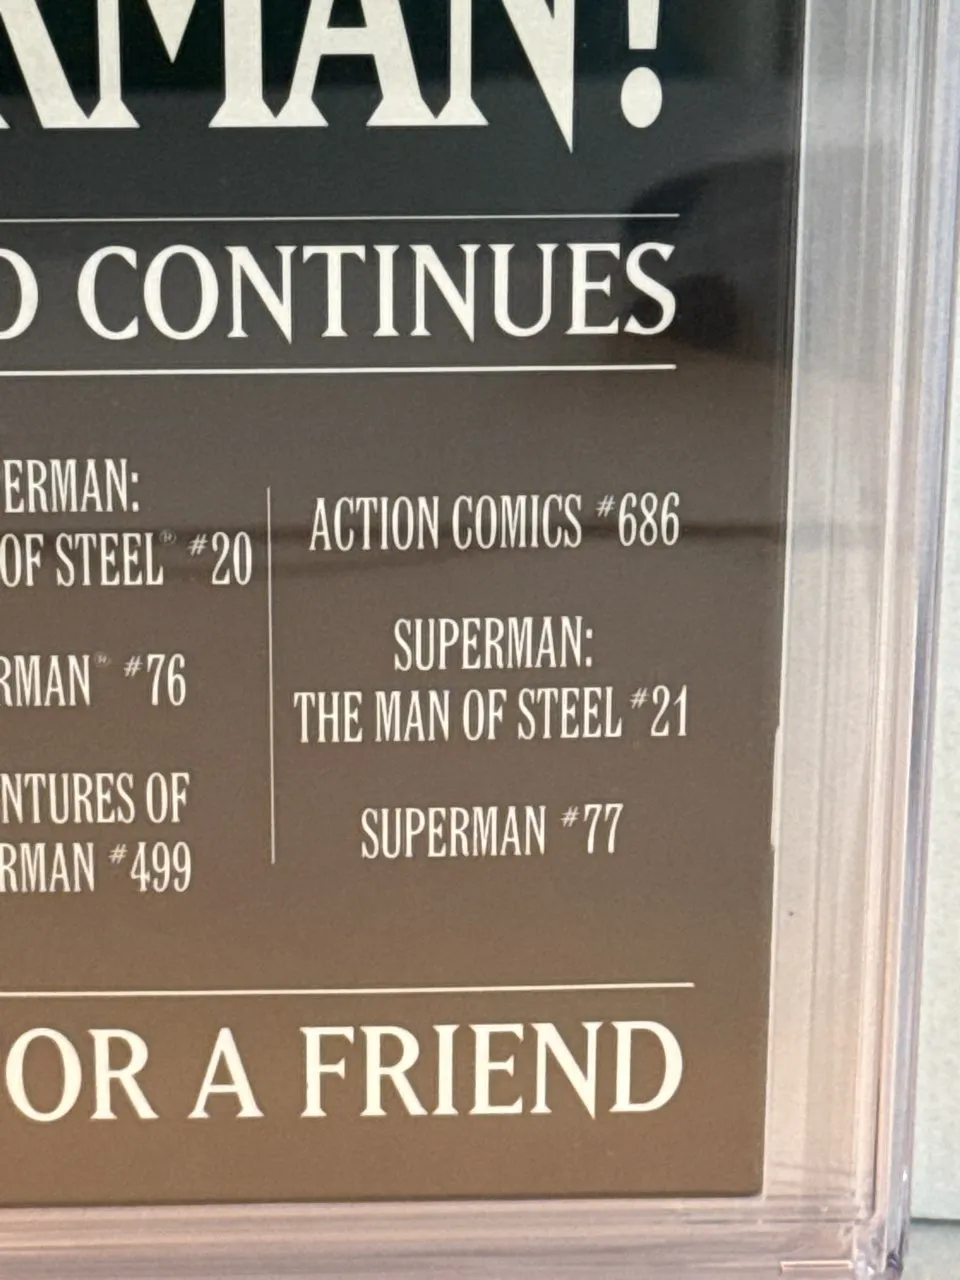 RMAN!
D CONTINUES
ERMAN:
OF STEEL® #20
RMAN™ #76
NTURES OF
RMAN #499
ACTION COMICS #686
SUPERMAN:
THE MAN OF STEEL #21
SUPERMAN #77
OR A FRIEND